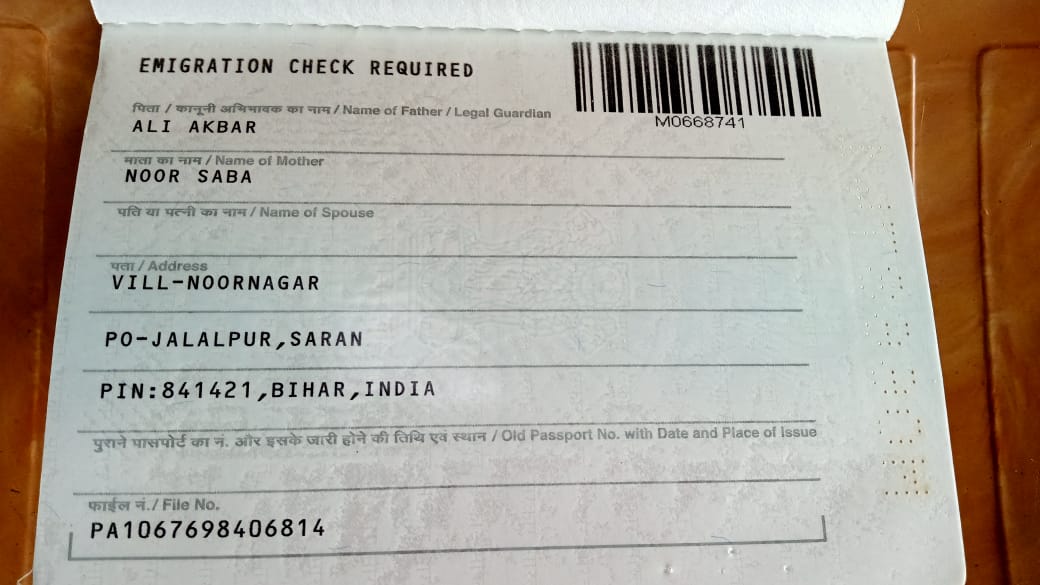 EMIGRATION CHECK REQUIRED
M0668741
पिता / कानूनी अभिभावक का नाम / Name of Father / Legal Guardian
ALI AKBAR
माता का नाम / Name of Mother
NOOR SABA
पति या पत्नी का नाम / Name of Spouse
पता / Address
VILL-NOORNAGAR
PO-JALALPUR,SARAN
PIN:841421,BIHAR,INDIA
पुराने पासपोर्ट का नं. और इसके जारी होने की तिथि एवं स्थान / Old Passport No. with Date and Place of Issue
फाईल नं./ File No.
PA1067698406814